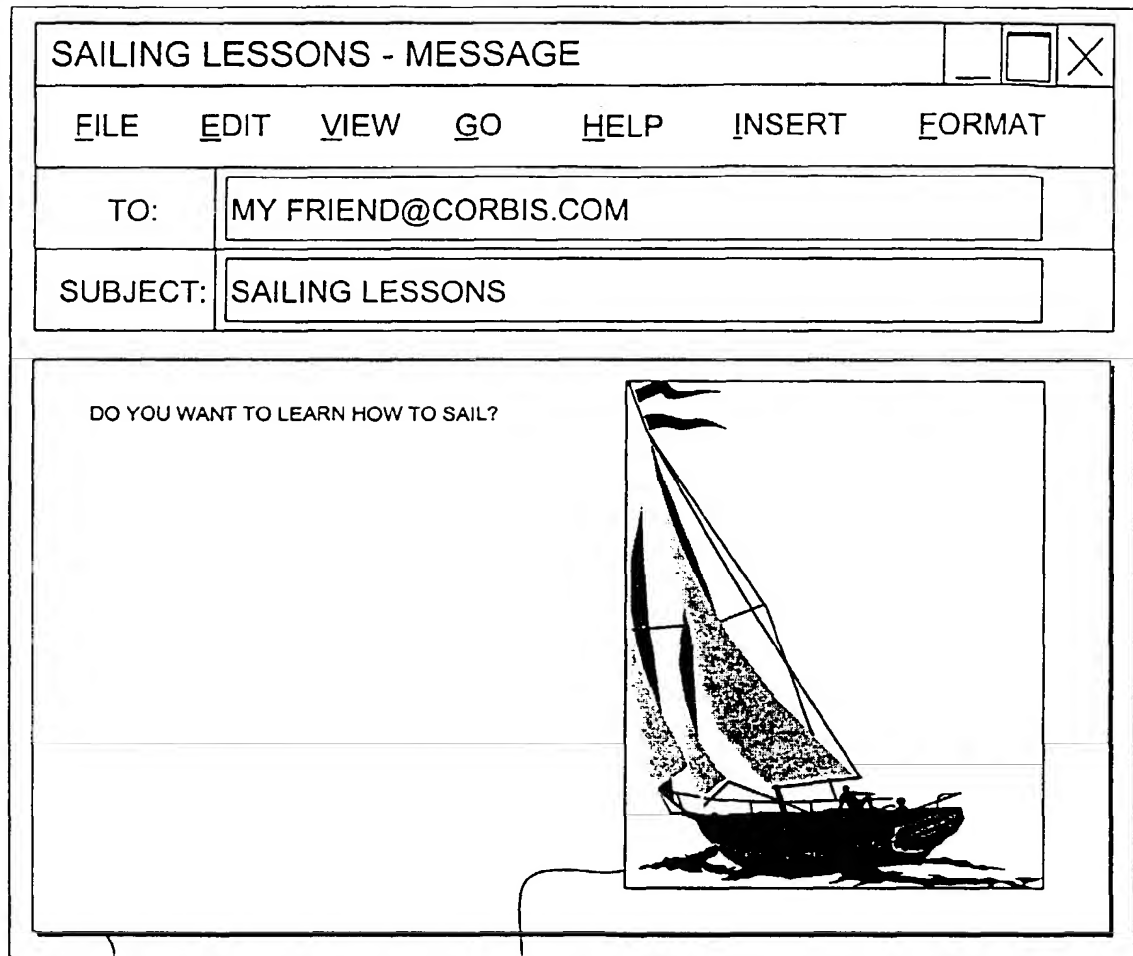 SAILING LESSONS - MESSAGE
FILE EDIT VIEW GO HELP INSERT FORMAT
TO: MY FRIEND@CORBIS.COM
SUBJECT: SAILING LESSONS
DO YOU WANT TO LEARN HOW TO SAIL?